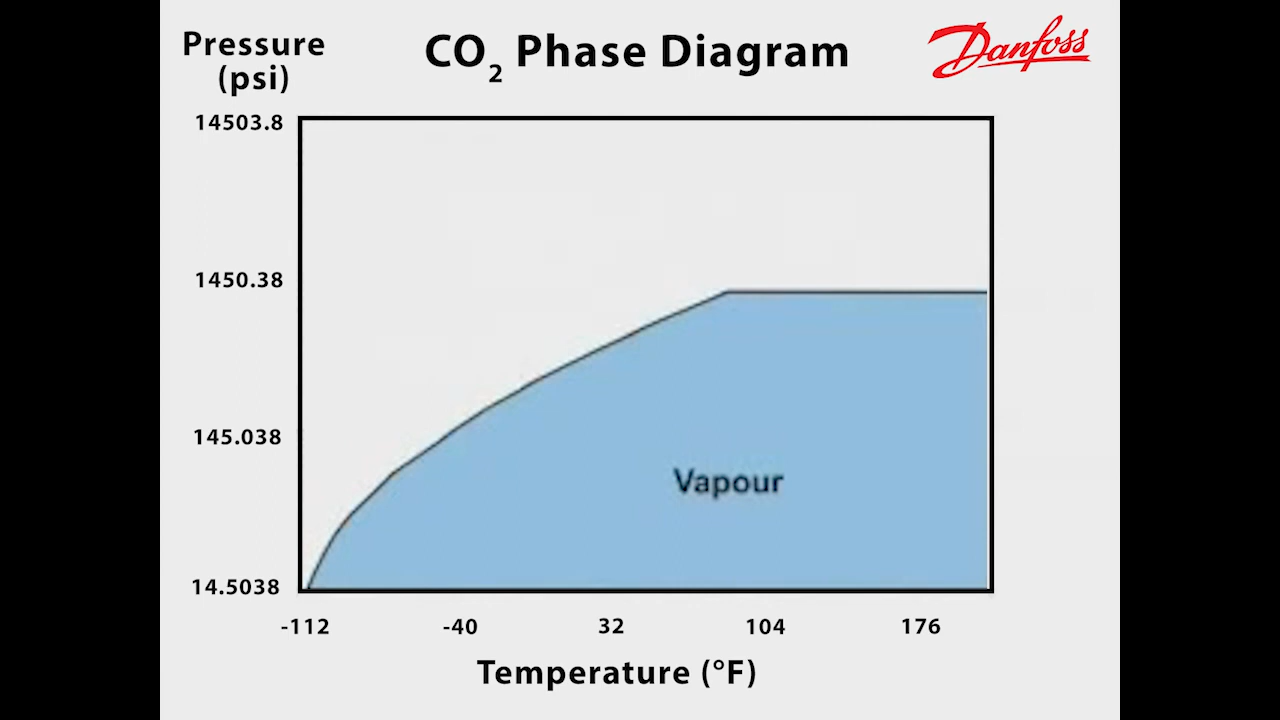 Pressure
(psi)
CO₂ Phase Diagram
Danfoss
14503.8
1450.38
145.038
14.5038
Vapour
-112 -40 32 104 176
Temperature (°F)